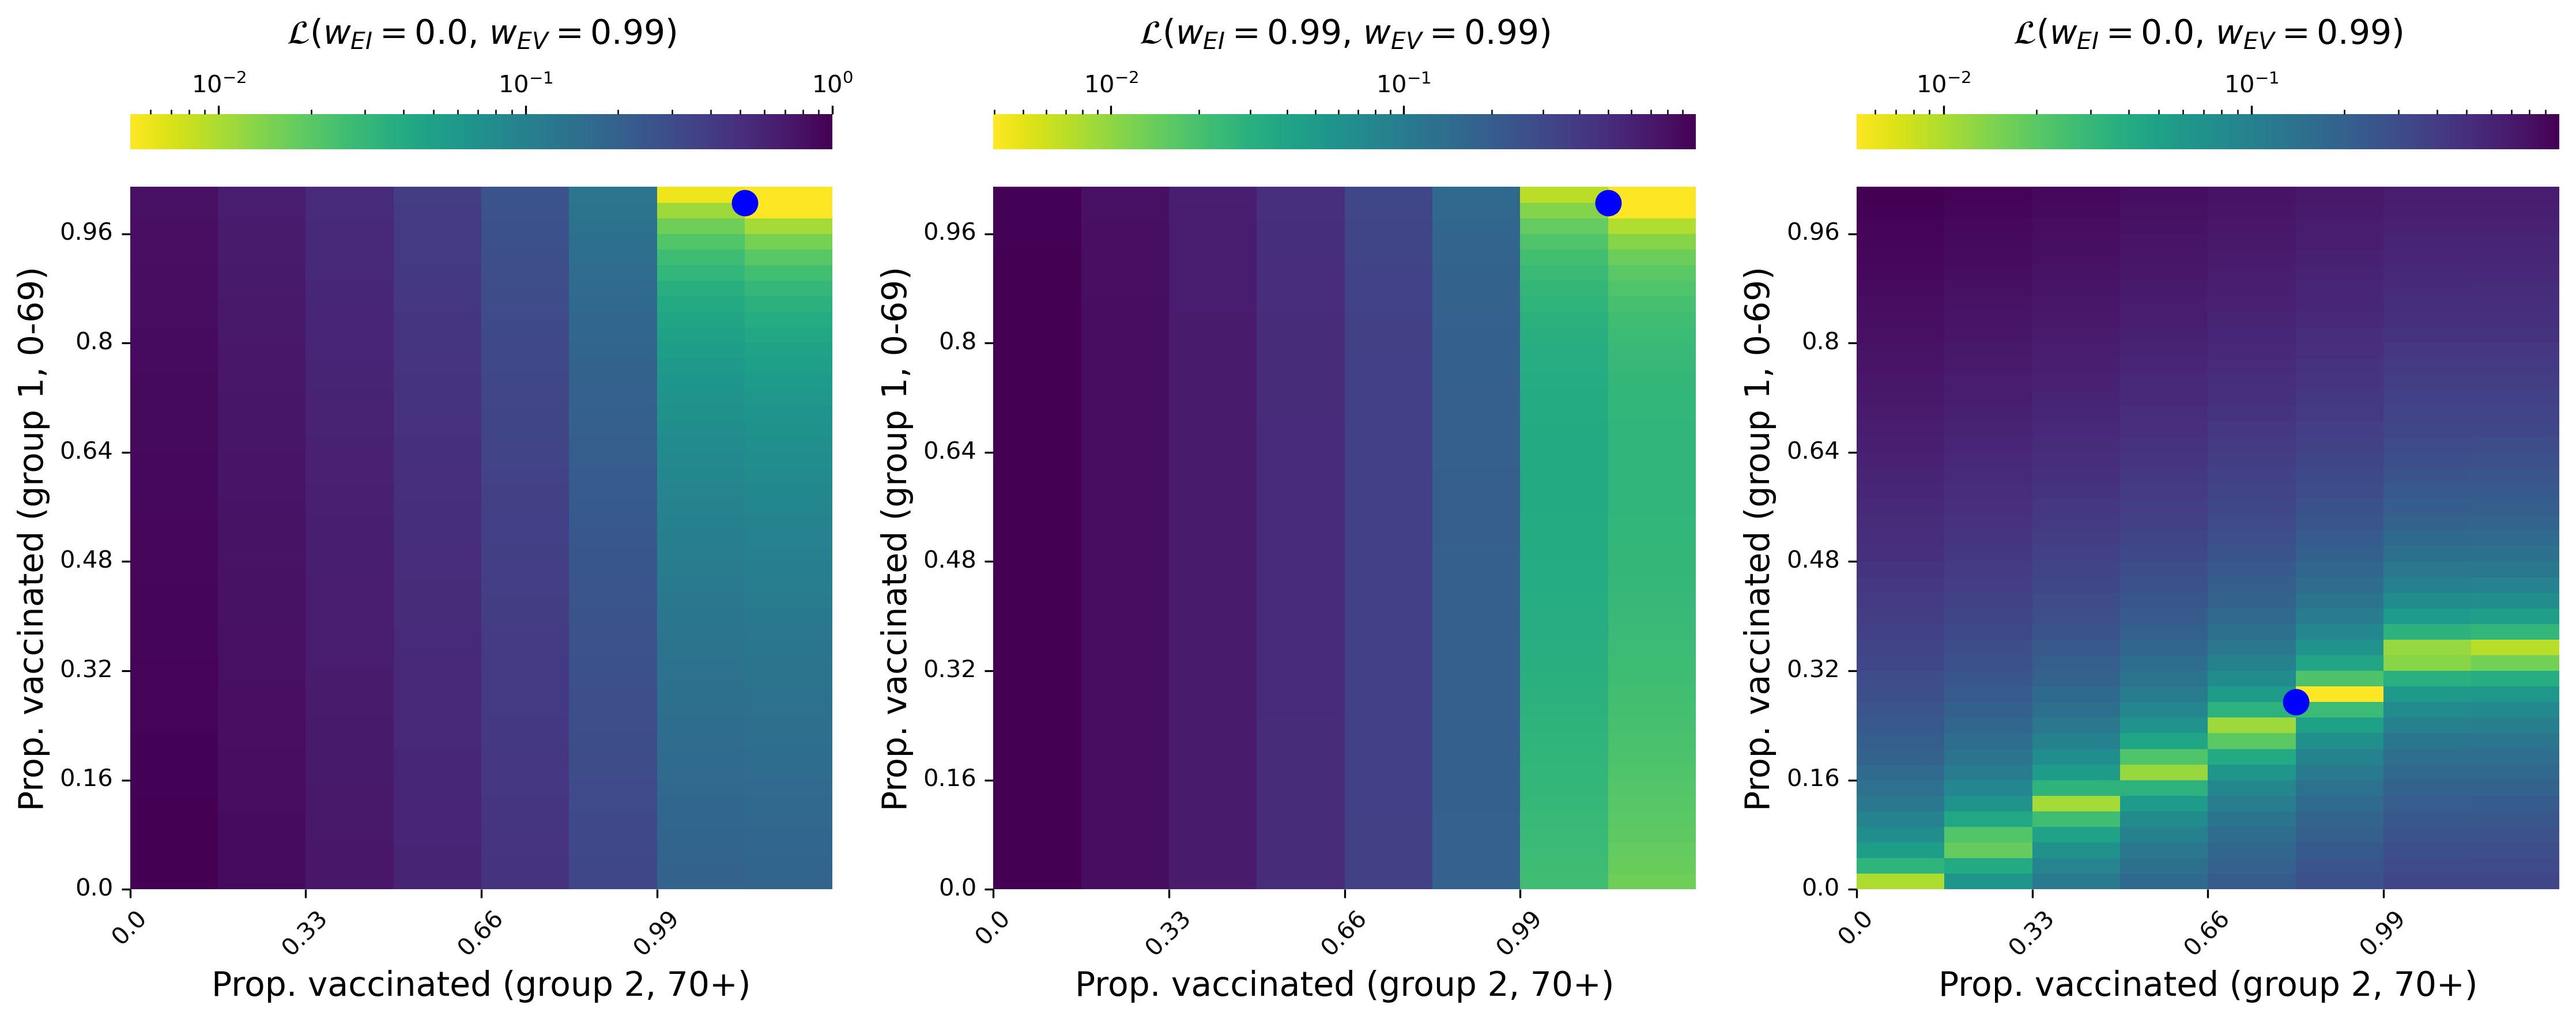 ℒ(w_EI = 0.0, w_EV = 0.99)
10⁻² 10⁻¹ 10⁰
Prop. vaccinated (group 1, 0-69)
0.96
0.8
0.64
0.48
0.32
0.16
0.0
0.0 0.33 0.66 0.99
Prop. vaccinated (group 2, 70+)
ℒ(w_EI = 0.99, w_EV = 0.99)
10⁻² 10⁻¹
Prop. vaccinated (group 1, 0-69)
0.96
0.8
0.64
0.48
0.32
0.16
0.0
0.0 0.33 0.66 0.99
Prop. vaccinated (group 2, 70+)
ℒ(w_EI = 0.0, w_EV = 0.99)
10⁻² 10⁻¹
Prop. vaccinated (group 1, 0-69)
0.96
0.8
0.64
0.48
0.32
0.16
0.0
0.0 0.33 0.66 0.99
Prop. vaccinated (group 2, 70+)